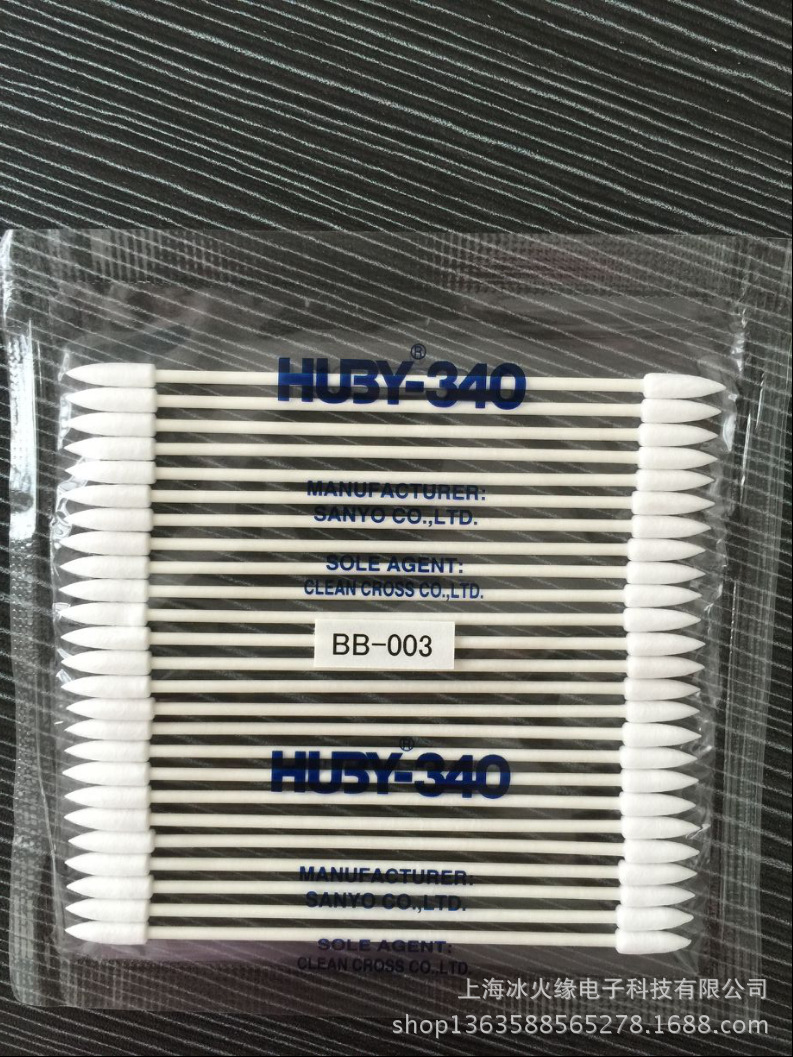 HUBY-340®
MANUFACTURER:
SANYO CO.,LTD.
SOLE AGENT:
CLEAN CROSS CO.,LTD.
BB-003
HUBY-340®
MANUFACTURER:
SANYO CO.,LTD.
SOLE AGENT:
CLEAN CROSS CO.,LTD.
上海冰火缘电子科技有限公司
shop1363588565278.1688.com